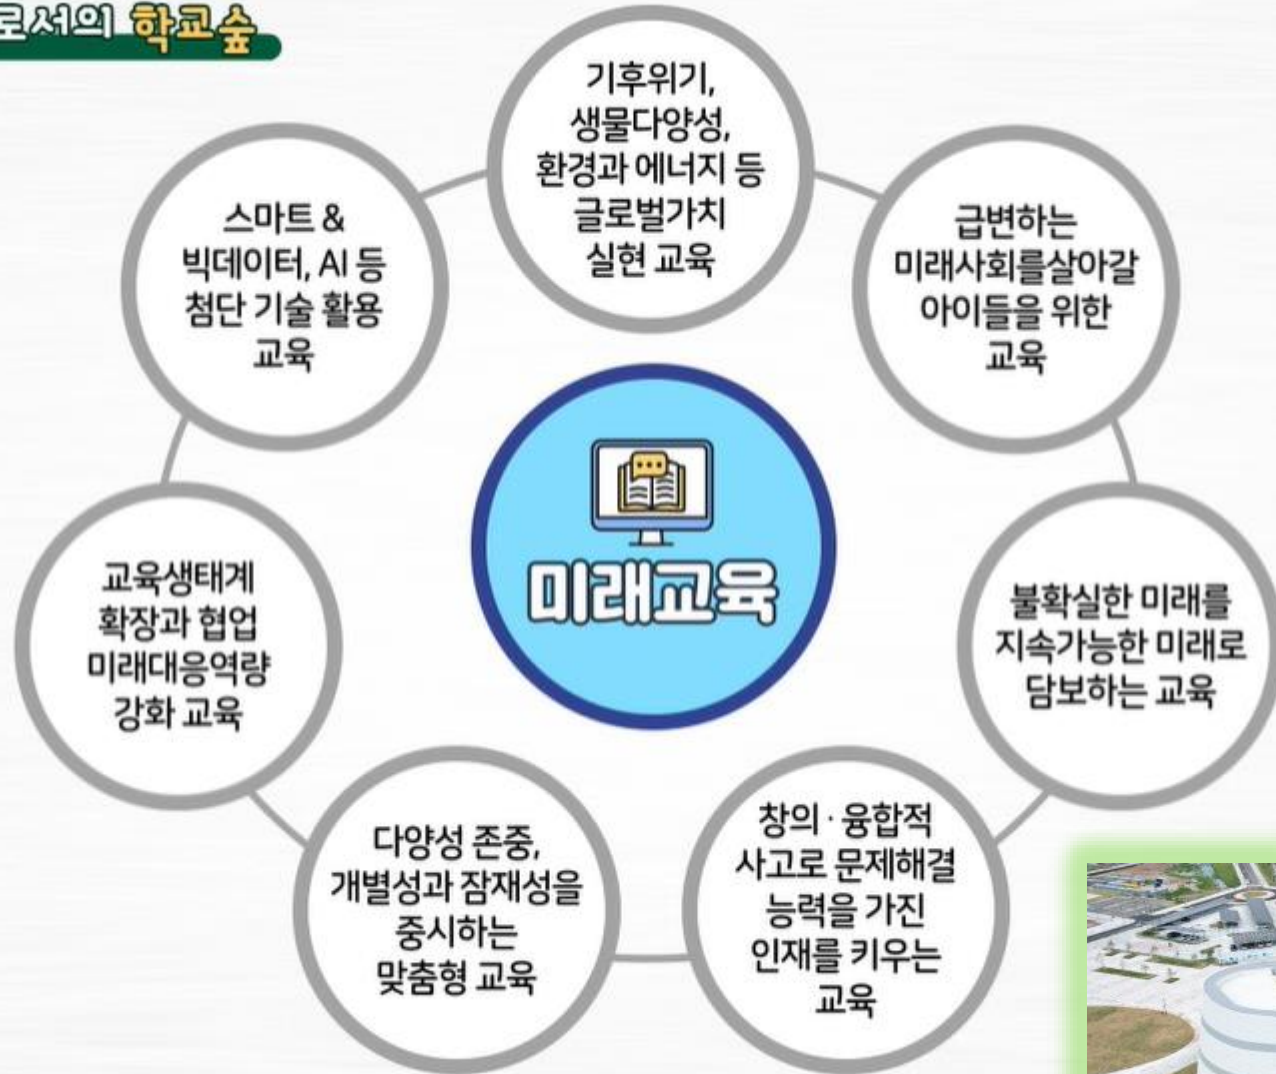 로서의 학교숲
기후위기,
생물다양성,
환경과 에너지 등
글로벌가치
실현 교육
급변하는
미래사회를살아갈
아이들을 위한
교육
불확실한 미래를
지속가능한 미래로
담보하는 교육
창의·융합적
사고로 문제해결
능력을 가진
인재를 키우는
교육
다양성 존중,
개별성과 잠재성을
중시하는
맞춤형 교육
교육생태계
확장과 협업
미래대응역량
강화 교육
스마트 &
빅데이터, AI 등
첨단 기술 활용
교육
미래교육